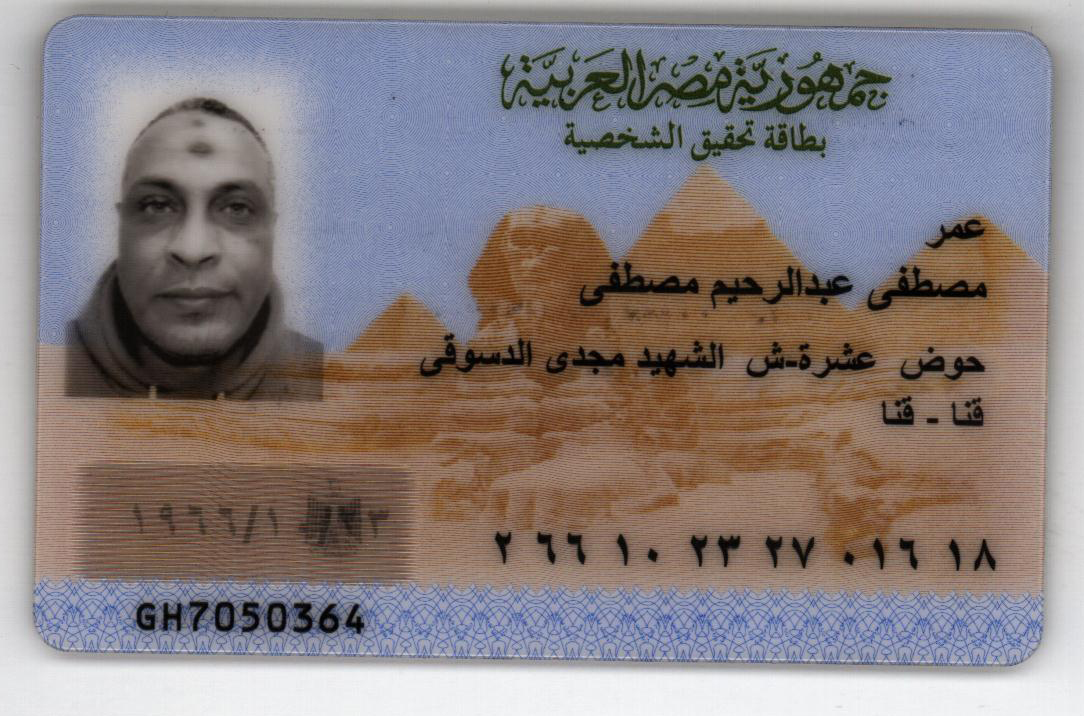 جمهورية مصر العربية
بطاقة تحقيق الشخصية
عمر
مصطفى عبدالرحيم مصطفى
حوض عشرة-ش الشهيد مجدى الدسوقى
قنا - قنا
٢ ٦٦ ١٠ ٢٣ ٢٧ ٠١٦ ١٨
١٩٦٦/١
GH7050364